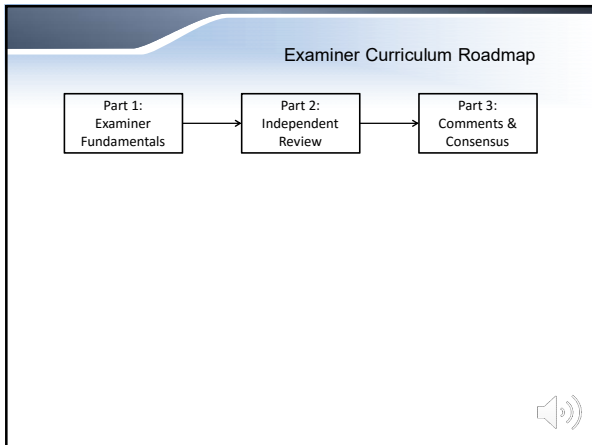 Examiner Curriculum Roadmap
Part 1:
Examiner
Fundamentals
Part 2:
Independent
Review
Part 3:
Comments &
Consensus